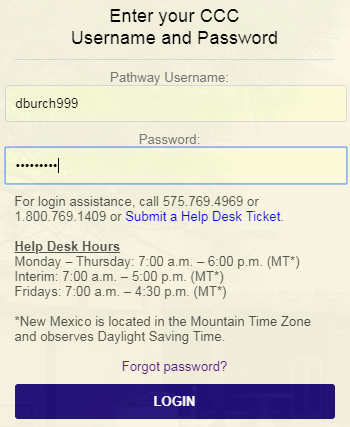 Enter your CCC
Username and Password
Pathway Username:
dburch999
Password:
•••••••••
For login assistance, call 575.769.4969 or
1.800.769.1409 or Submit a Help Desk Ticket.
Help Desk Hours
Monday – Thursday: 7:00 a.m. – 6:00 p.m. (MT*)
Interim: 7:00 a.m. – 5:00 p.m. (MT*)
Fridays: 7:00 a.m. – 4:30 p.m. (MT*)
*New Mexico is located in the Mountain Time Zone
and observes Daylight Saving Time.
Forgot password?
LOGIN